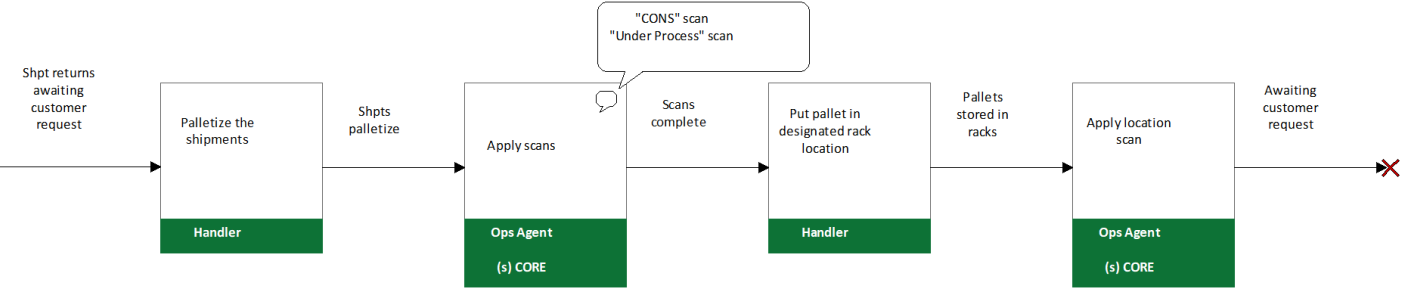 "CONS" scan
"Under Process" scan
Shpt returns
awaiting
customer
request
Palletize the
shipments
Handler
Shpts
palletize
Apply scans
Ops Agent
(s) CORE
Scans
complete
Put pallet in
designated rack
location
Handler
Pallets
stored in
racks
Apply location
scan
Ops Agent
(s) CORE
Awaiting
customer
request